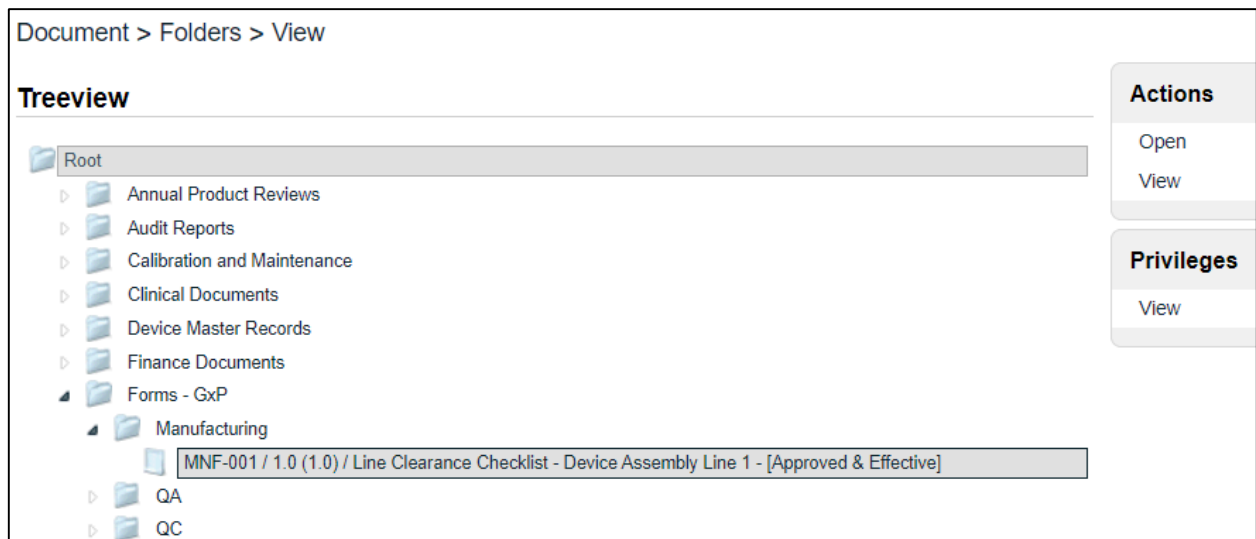 Document > Folders > View
Treeview
Root
Annual Product Reviews
Audit Reports
Calibration and Maintenance
Clinical Documents
Device Master Records
Finance Documents
Forms - GxP
Manufacturing
MNF-001 / 1.0 (1.0) / Line Clearance Checklist - Device Assembly Line 1 - [Approved & Effective]
QA
QC
Actions
Open
View
Privileges
View